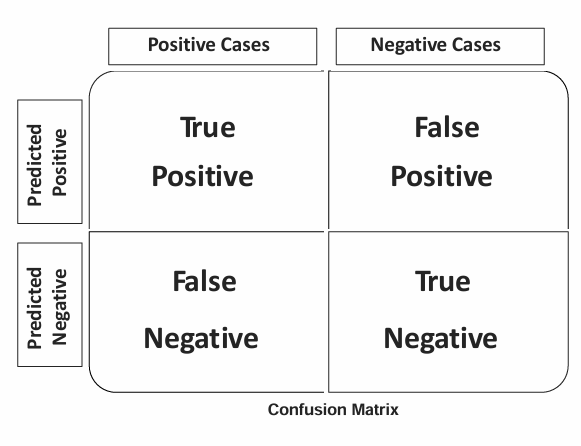 Positive Cases
Negative Cases
Predicted
Positive
True
Positive
False
Positive
Predicted
Negative
False
Negative
True
Negative
Confusion Matrix